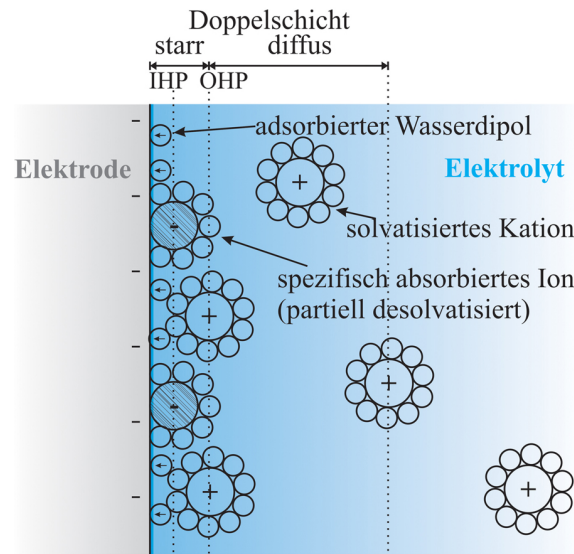 Doppelschicht
starr diffus
IHP OHP
adsorbierter Wasserdipol
Elektrode
Elektrolyt
solvatisiertes Kation
spezifisch absorbiertes Ion
(partiell desolvatisiert)